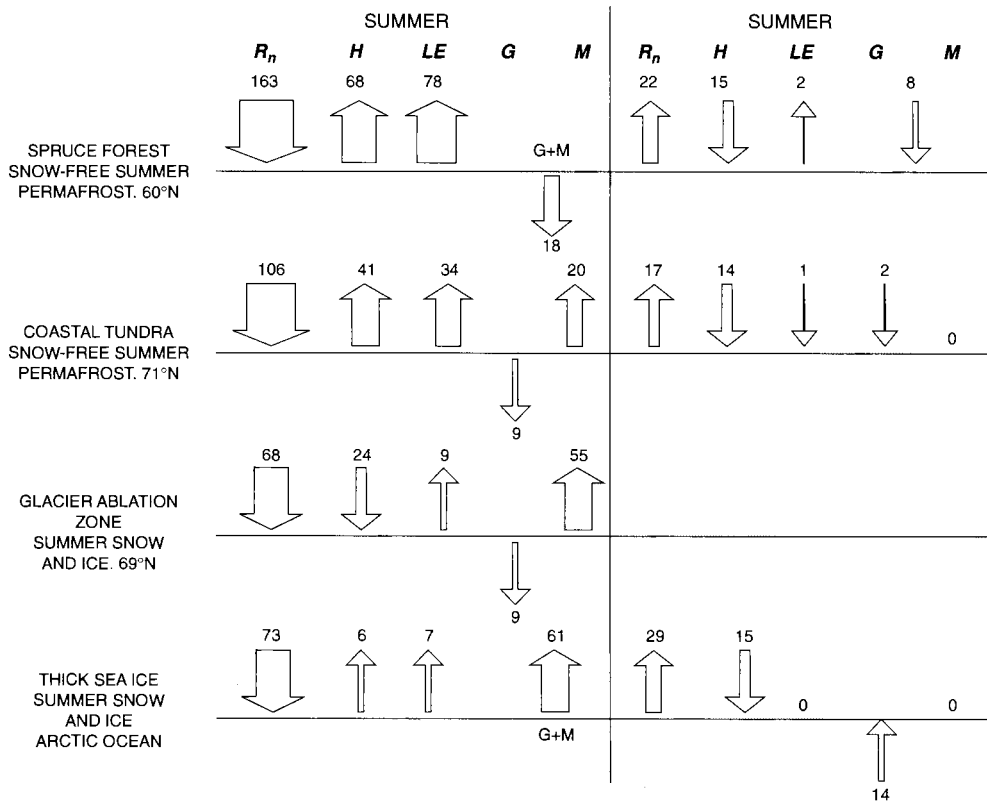 SUMMER SUMMER
Rn H LE G M Rn H LE G M
163 68 78 22 15 2 8
SPRUCE FOREST
SNOW-FREE SUMMER
PERMAFROST. 60°N
G+M
18
106 41 34 20 17 14 1 2
COASTAL TUNDRA
SNOW-FREE SUMMER
PERMAFROST. 71°N
0
9
68 24 9 55
GLACIER ABLATION
ZONE
SUMMER SNOW
AND ICE. 69°N
9
73 6 7 61 29 15
THICK SEA ICE
SUMMER SNOW
AND ICE
ARCTIC OCEAN
0 0
G+M
14